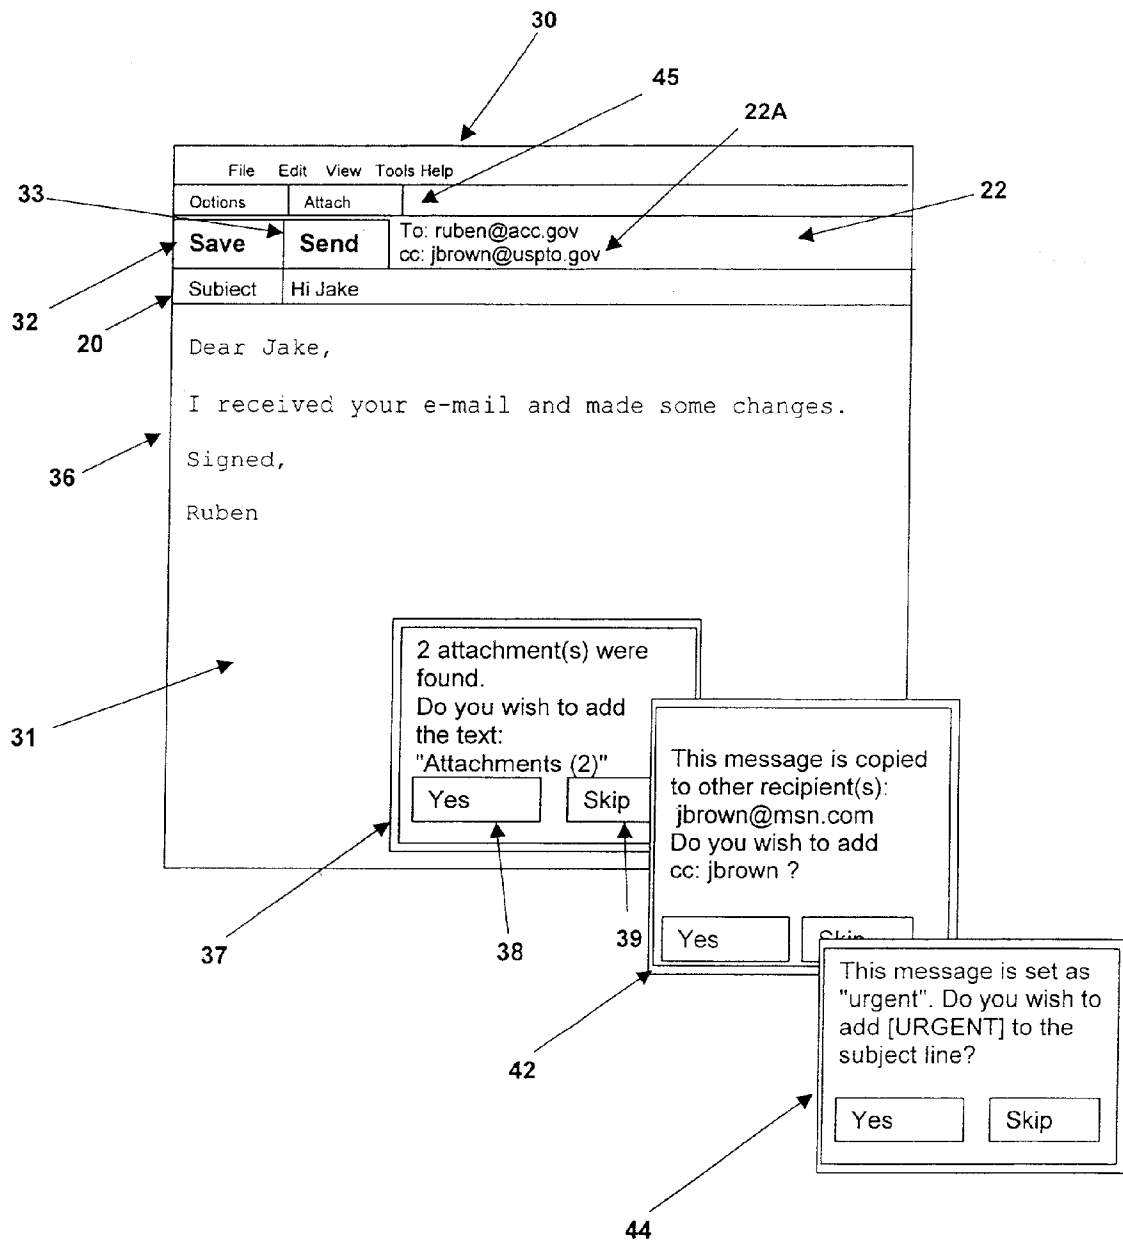 30
45
22A
File Edit View Tools Help
33
Options Attach
22
Save Send
To: ruben@acc.gov
cc: jbrown@uspto.gov
Subject Hi Jake
32
20
Dear Jake,
I received your e-mail and made some changes.
36
Signed,
Ruben
31
2 attachment(s) were
found.
Do you wish to add
the text:
"Attachments (2)"
Yes Skip
This message is copied
to other recipient(s):
jbrown@msn.com
Do you wish to add
cc: jbrown ?
Yes Skip
37
38
39
42
This message is set as
"urgent". Do you wish to
add [URGENT] to the
subject line?
Yes Skip
44